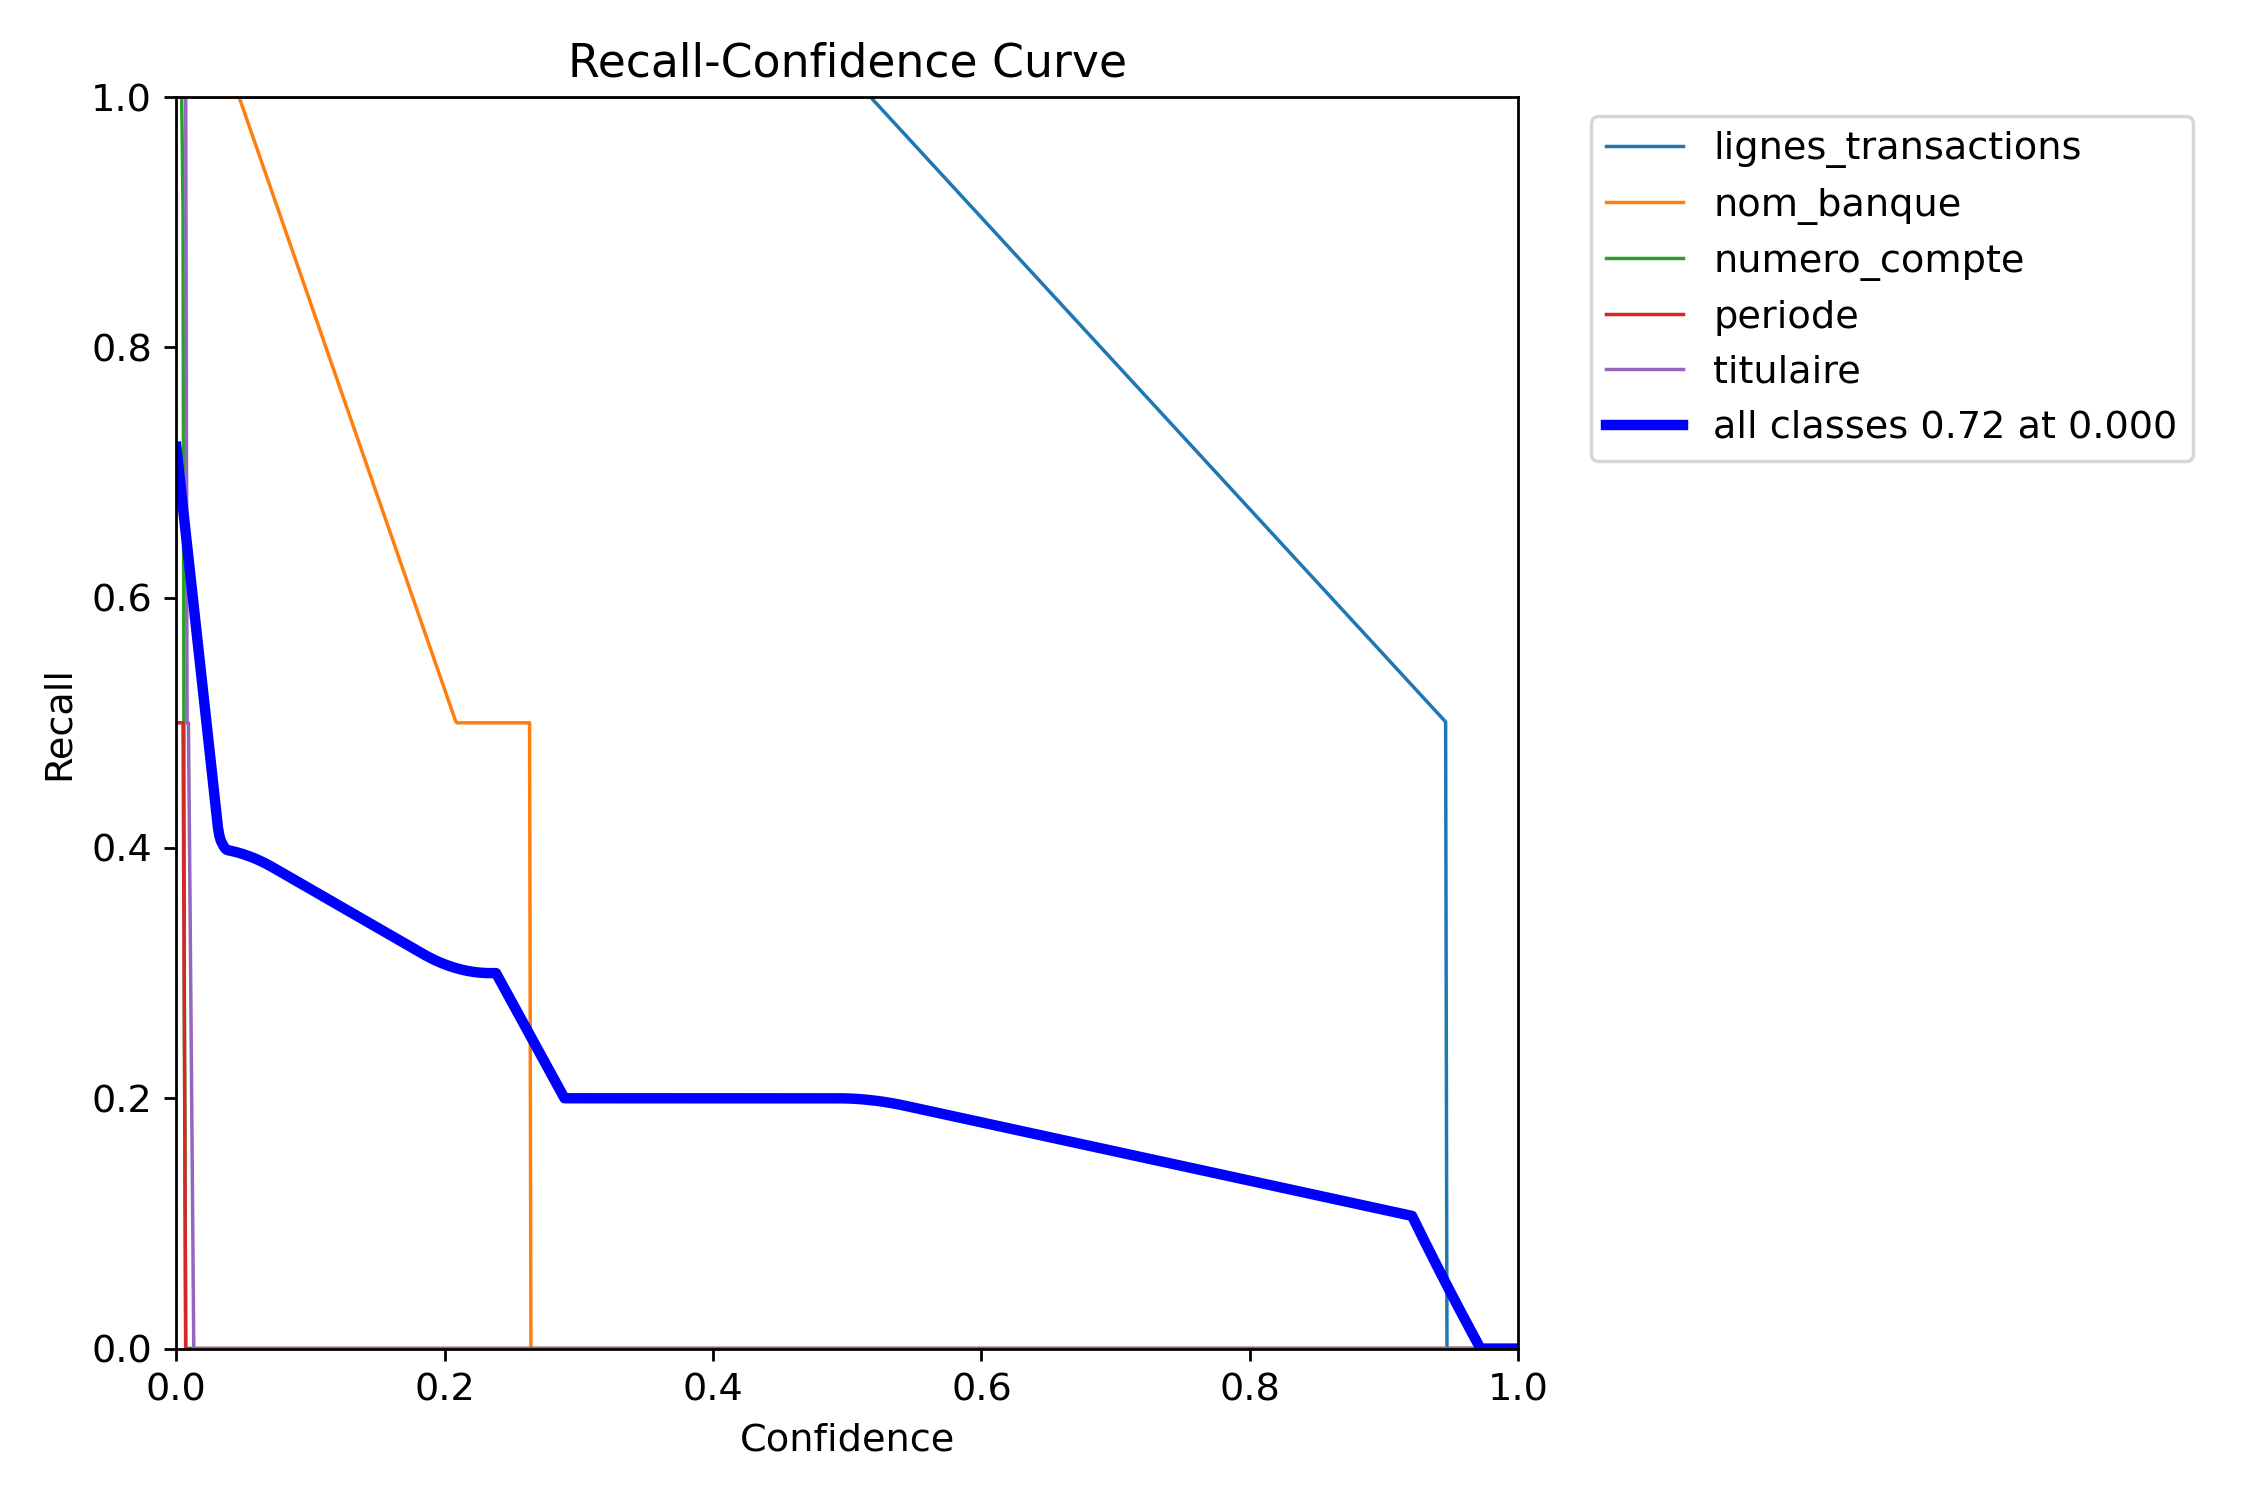 Recall-Confidence Curve
1.0
0.8
0.6
0.4
0.2
0.0
Recall
0.0 0.2 0.4 0.6 0.8 1.0
Confidence
lignes_transactions
nom_banque
numero_compte
periode
titulaire
all classes 0.72 at 0.000